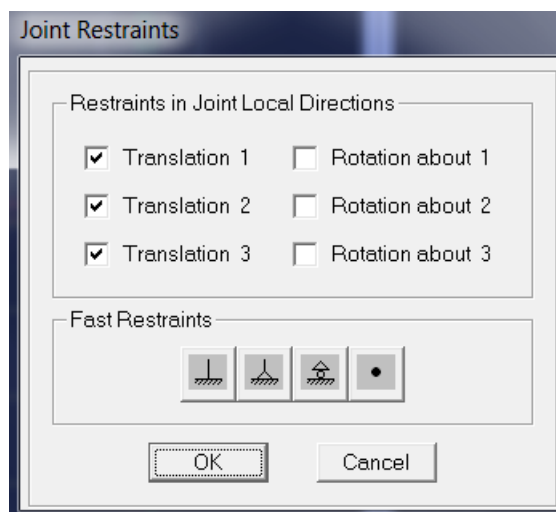 Joint Restraints
Restraints in Joint Local Directions
Translation 1 Rotation about 1
Translation 2 Rotation about 2
Translation 3 Rotation about 3
Fast Restraints
OK Cancel